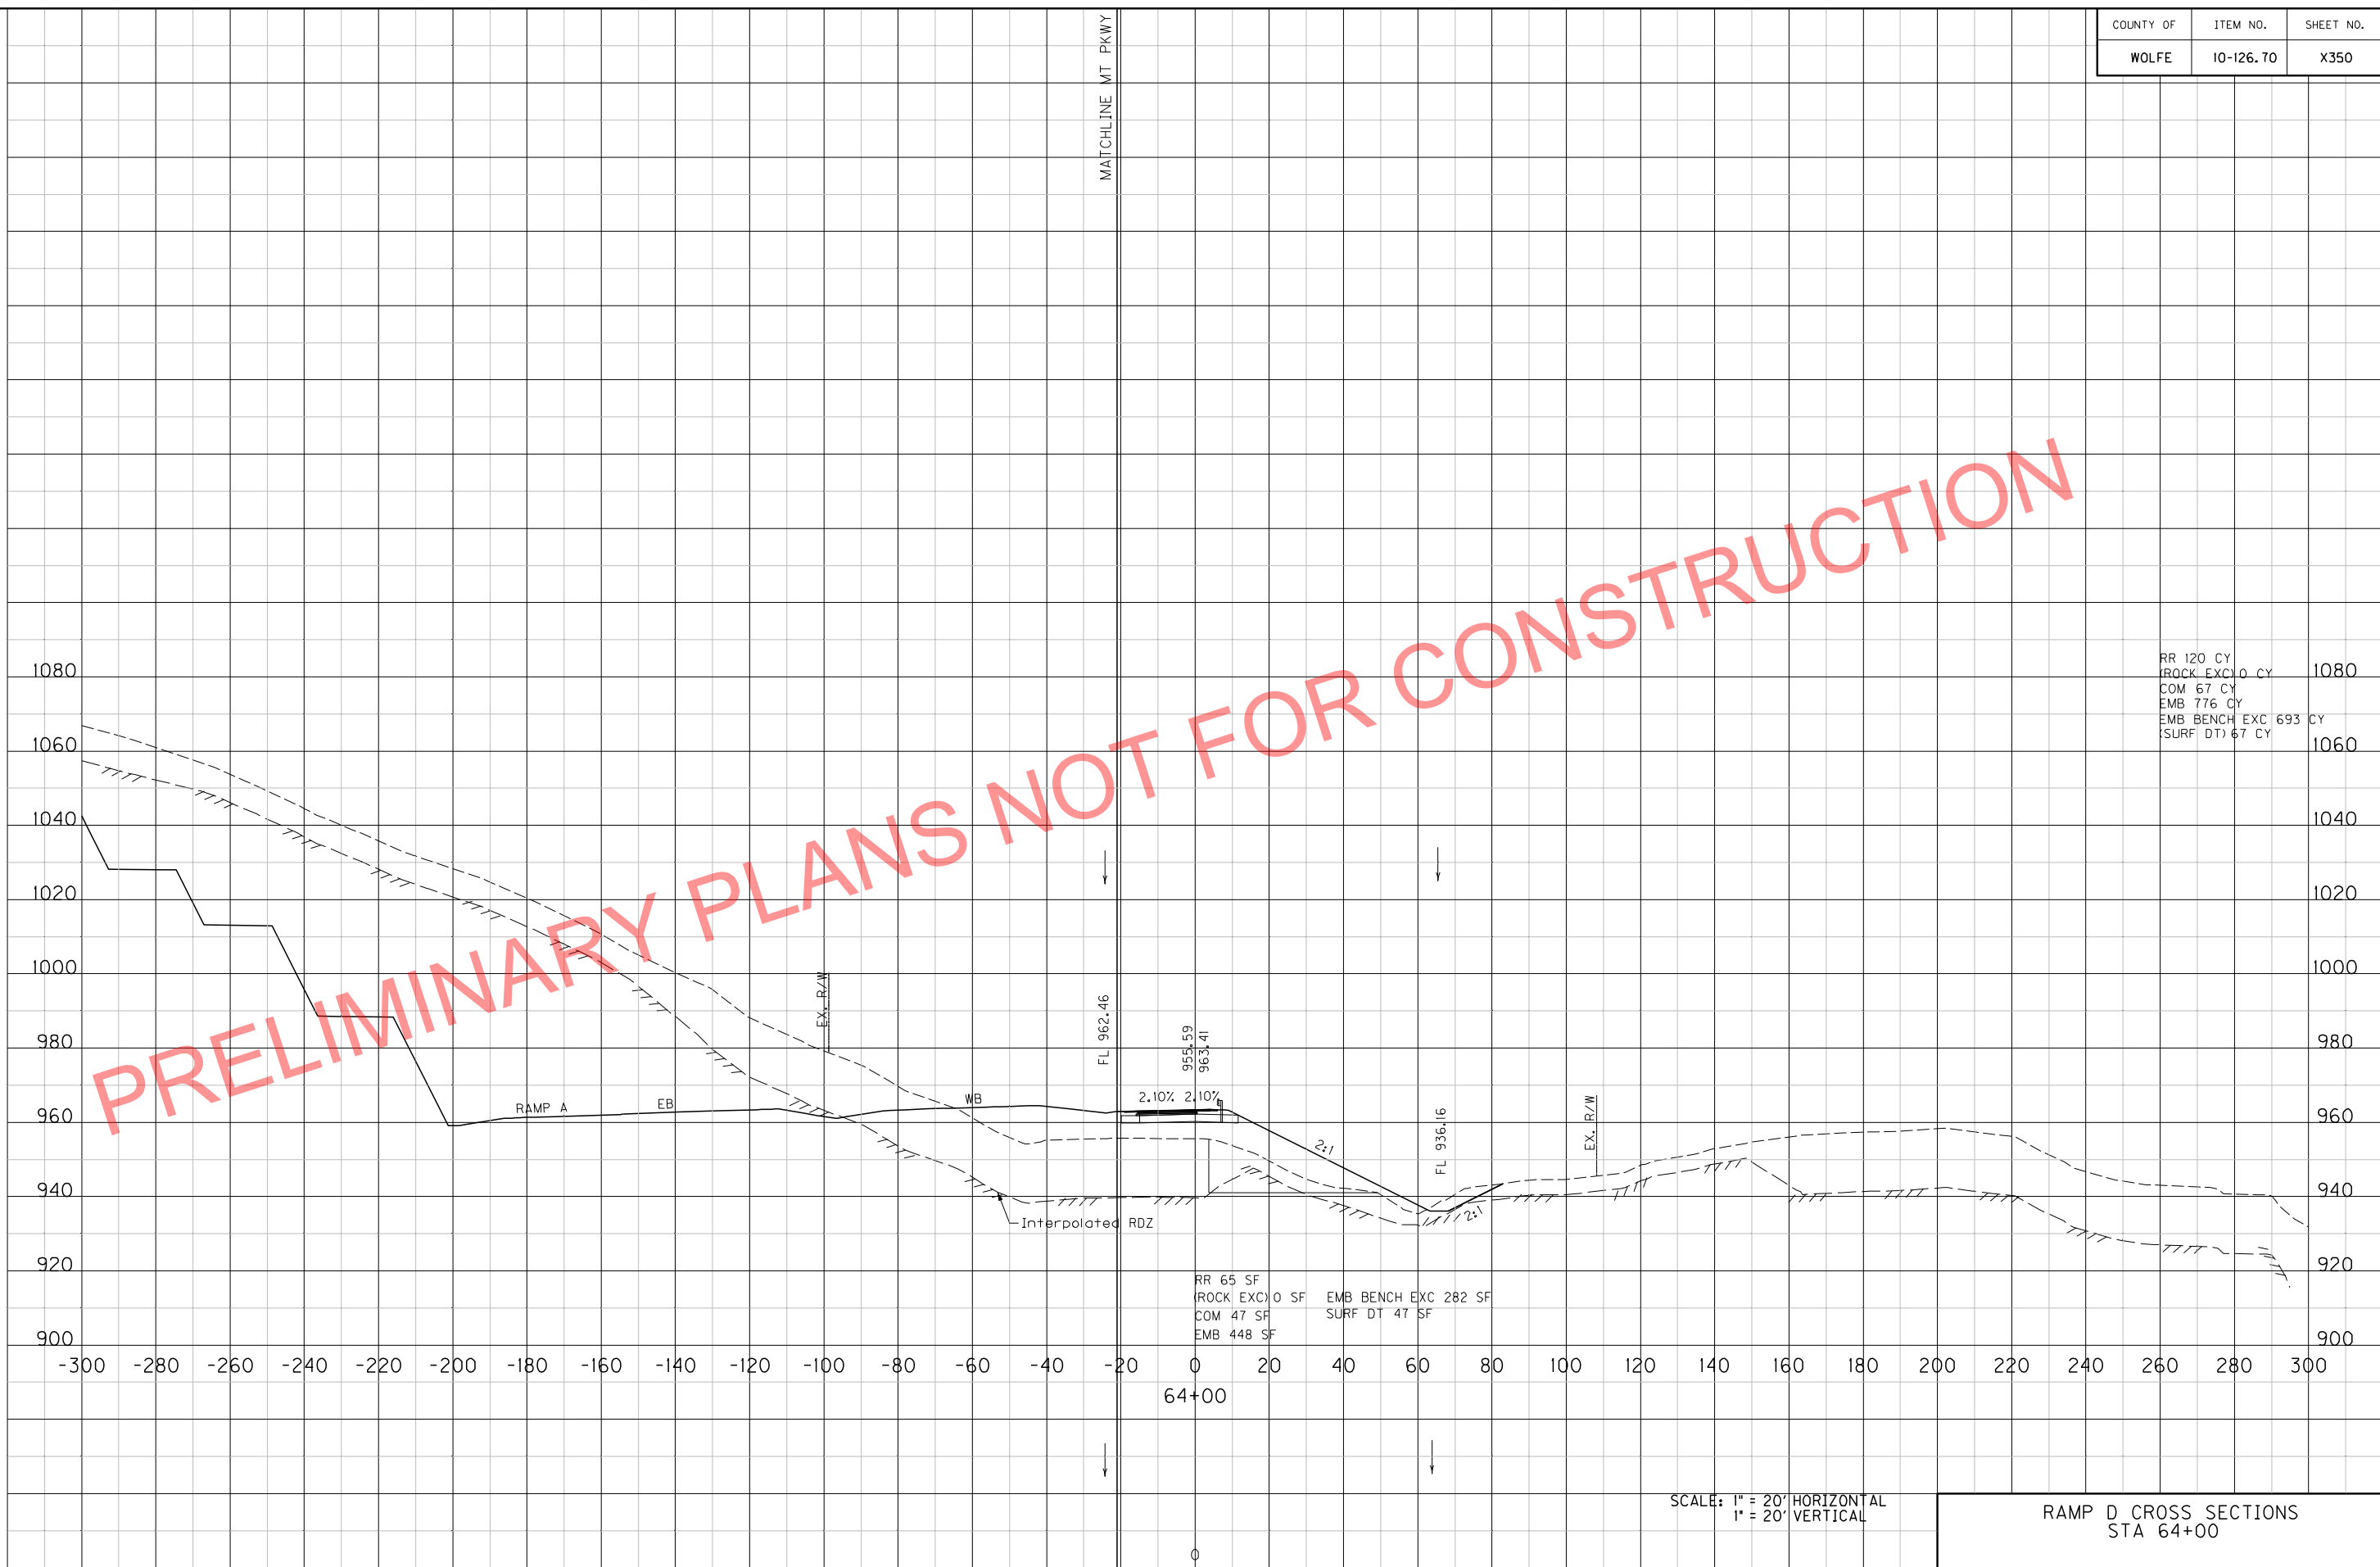 COUNTY OF ITEM NO. SHEET NO.
WOLFE 10-126.70 X350
MATCHLINE MT PKWY
PRELIMINARY PLANS NOT FOR CONSTRUCTION
RR 120 CY
(ROCK EXC) 0 CY
COM 67 CY
EMB 776 CY
EMB BENCH EXC 693 CY
(SURF DT) 67 CY
1080 1080
1060 1060
1040 1040
1020 1020
1000 1000
980 980
960 960
940 940
920 920
900 900
EX. R/W
FL 962.46
955.59
963.41
2.10% 2.10%
RAMP A EB WB
2:1
FL 936.16
EX. R/W
2:1
Interpolated RDZ
RR 65 SF
(ROCK EXC) 0 SF EMB BENCH EXC 282 SF
COM 47 SF SURF DT 47 SF
EMB 448 SF
-300 -280 -260 -240 -220 -200 -180 -160 -140 -120 -100 -80 -60 -40 -20 0 20 40 60 80 100 120 140 160 180 200 220 240 260 280 300
64+00
SCALE: 1" = 20' HORIZONTAL
1" = 20' VERTICAL
RAMP D CROSS SECTIONS
STA 64+00
0